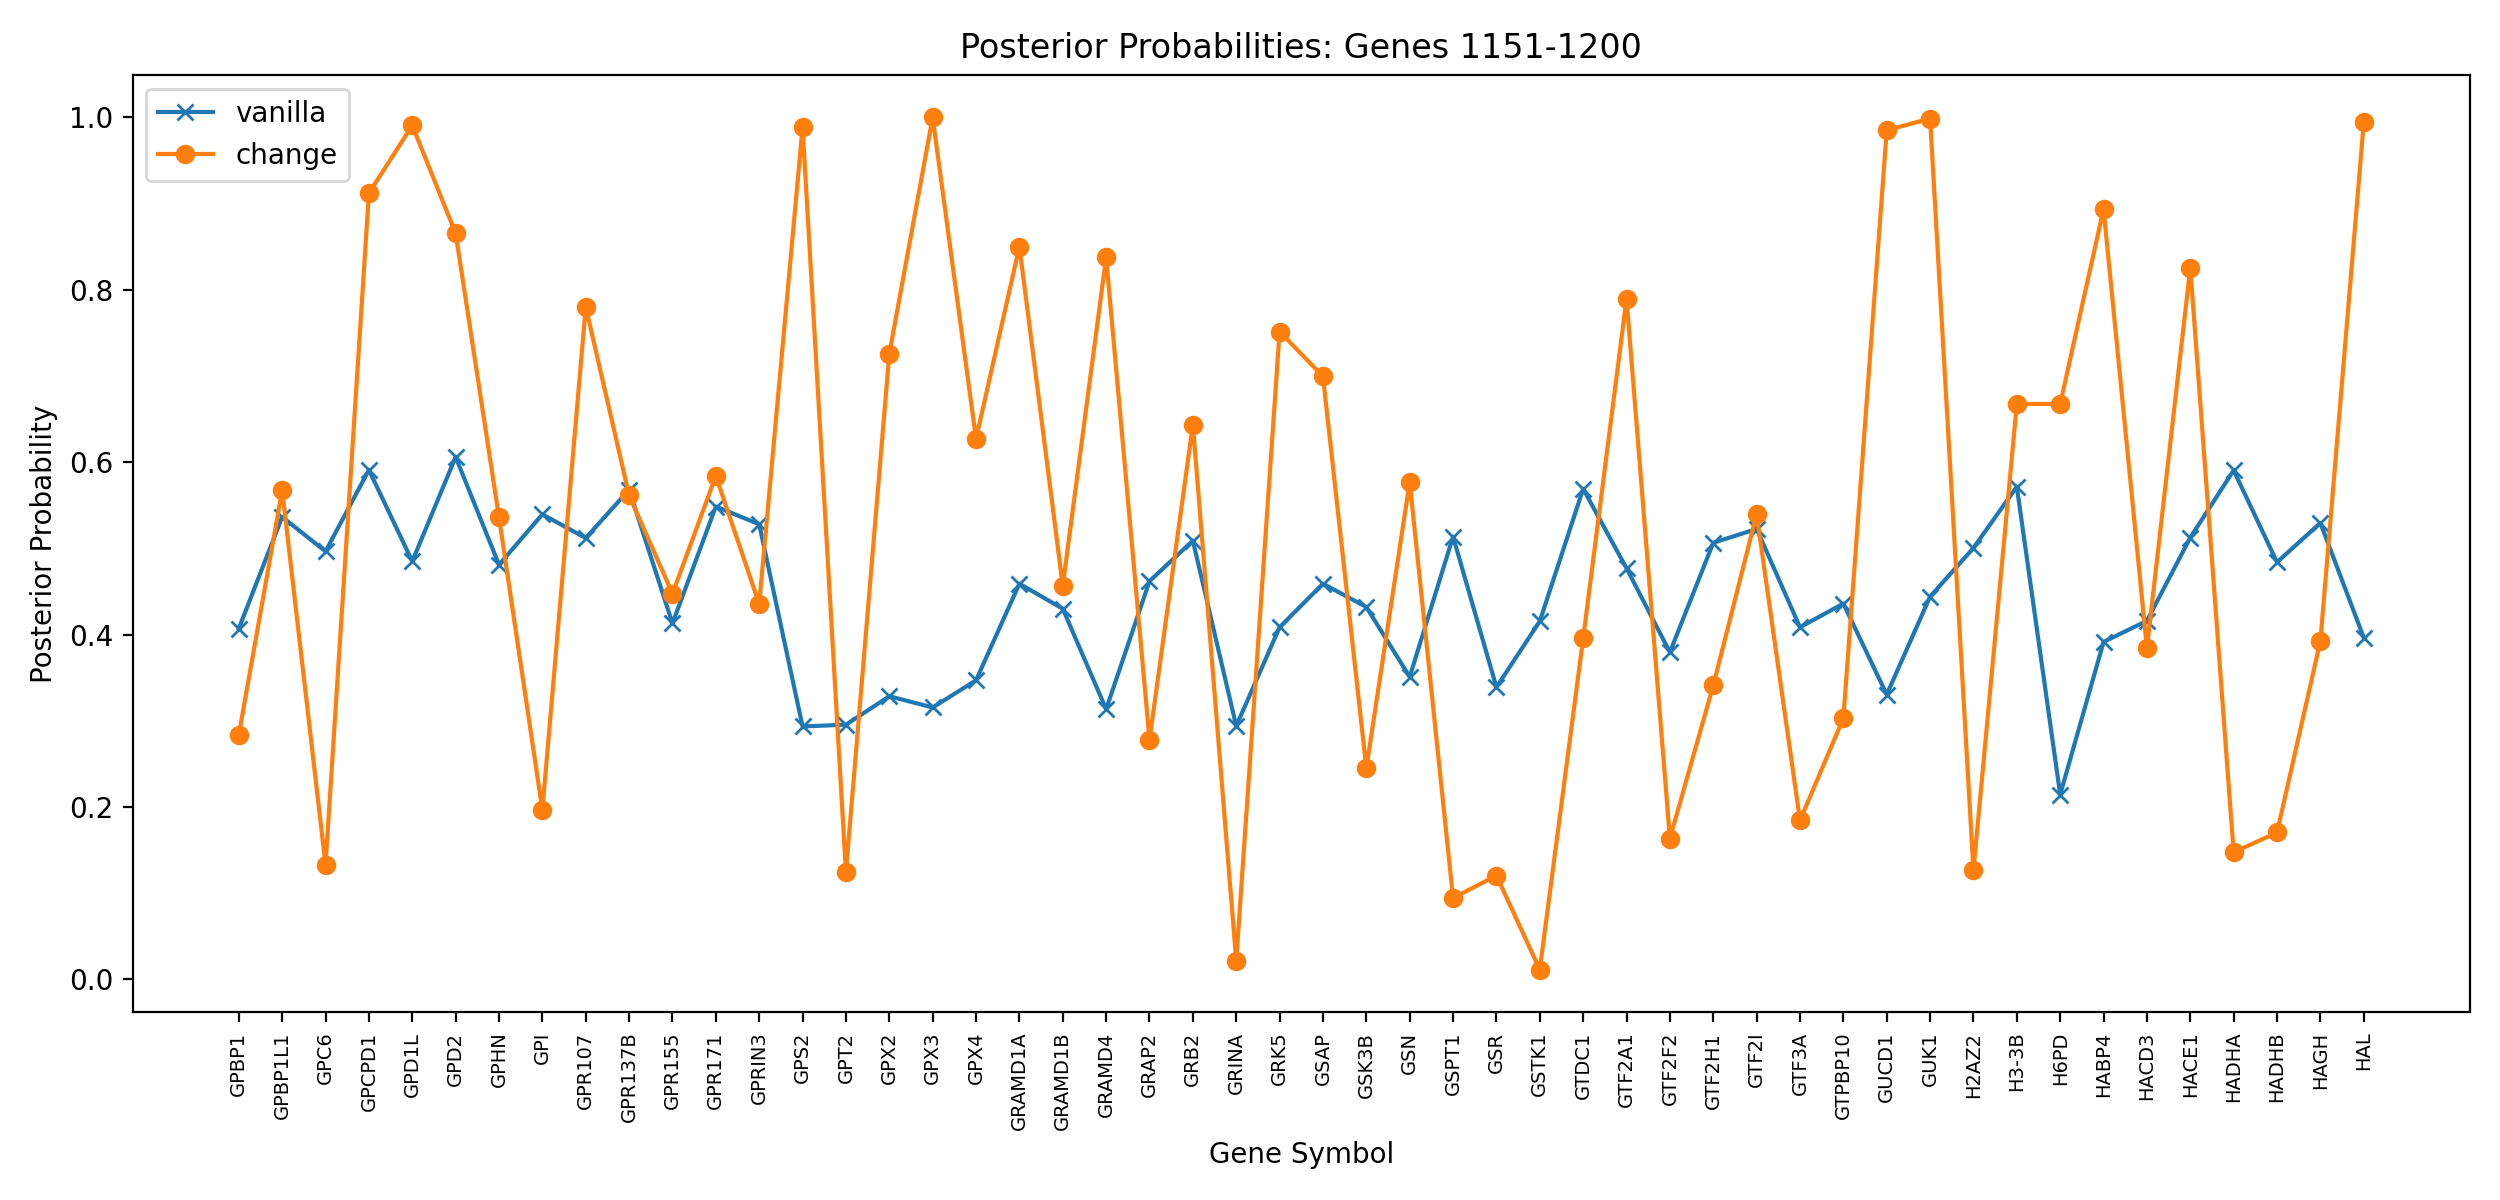 Posterior Probabilities: Genes 1151-1200
vanilla
change
Posterior Probability
1.0
0.8
0.6
0.4
0.2
0.0
GPBP1
GPBP1L1
GPC6
GPCPD1
GPD1L
GPD2
GPHN
GPI
GPR107
GPR137B
GPR155
GPR171
GPRIN3
GPS2
GPT2
GPX2
GPX3
GPX4
GRAMD1A
GRAMD1B
GRAMD4
GRAP2
GRB2
GRINA
GRK5
GSAP
GSK3B
GSN
GSPT1
GSR
GSTK1
GTDC1
GTF2A1
GTF2F2
GTF2H1
GTF2I
GTF3A
GTPBP10
GUCD1
GUK1
H2AZ2
H3-3B
H6PD
HABP4
HACD3
HACE1
HADHA
HADHB
HAGH
HAL
Gene Symbol